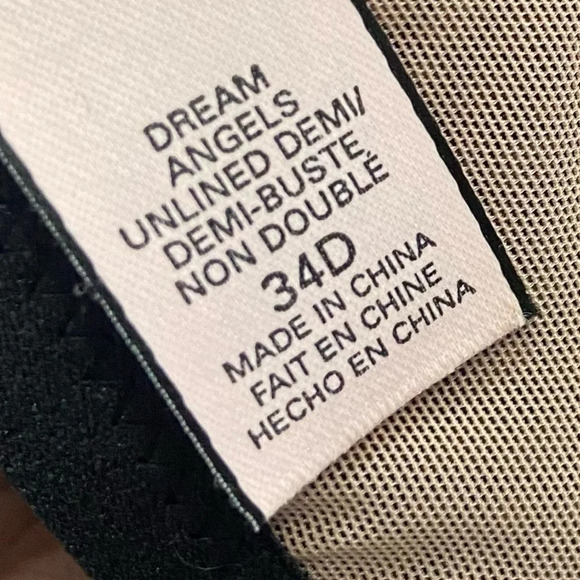 DREAM
ANGELS
UNLINED DEMI/
DEMI-BUSTE
NON DOUBLÉ
34D
MADE IN CHINA
FAIT EN CHINE
HECHO EN CHINA